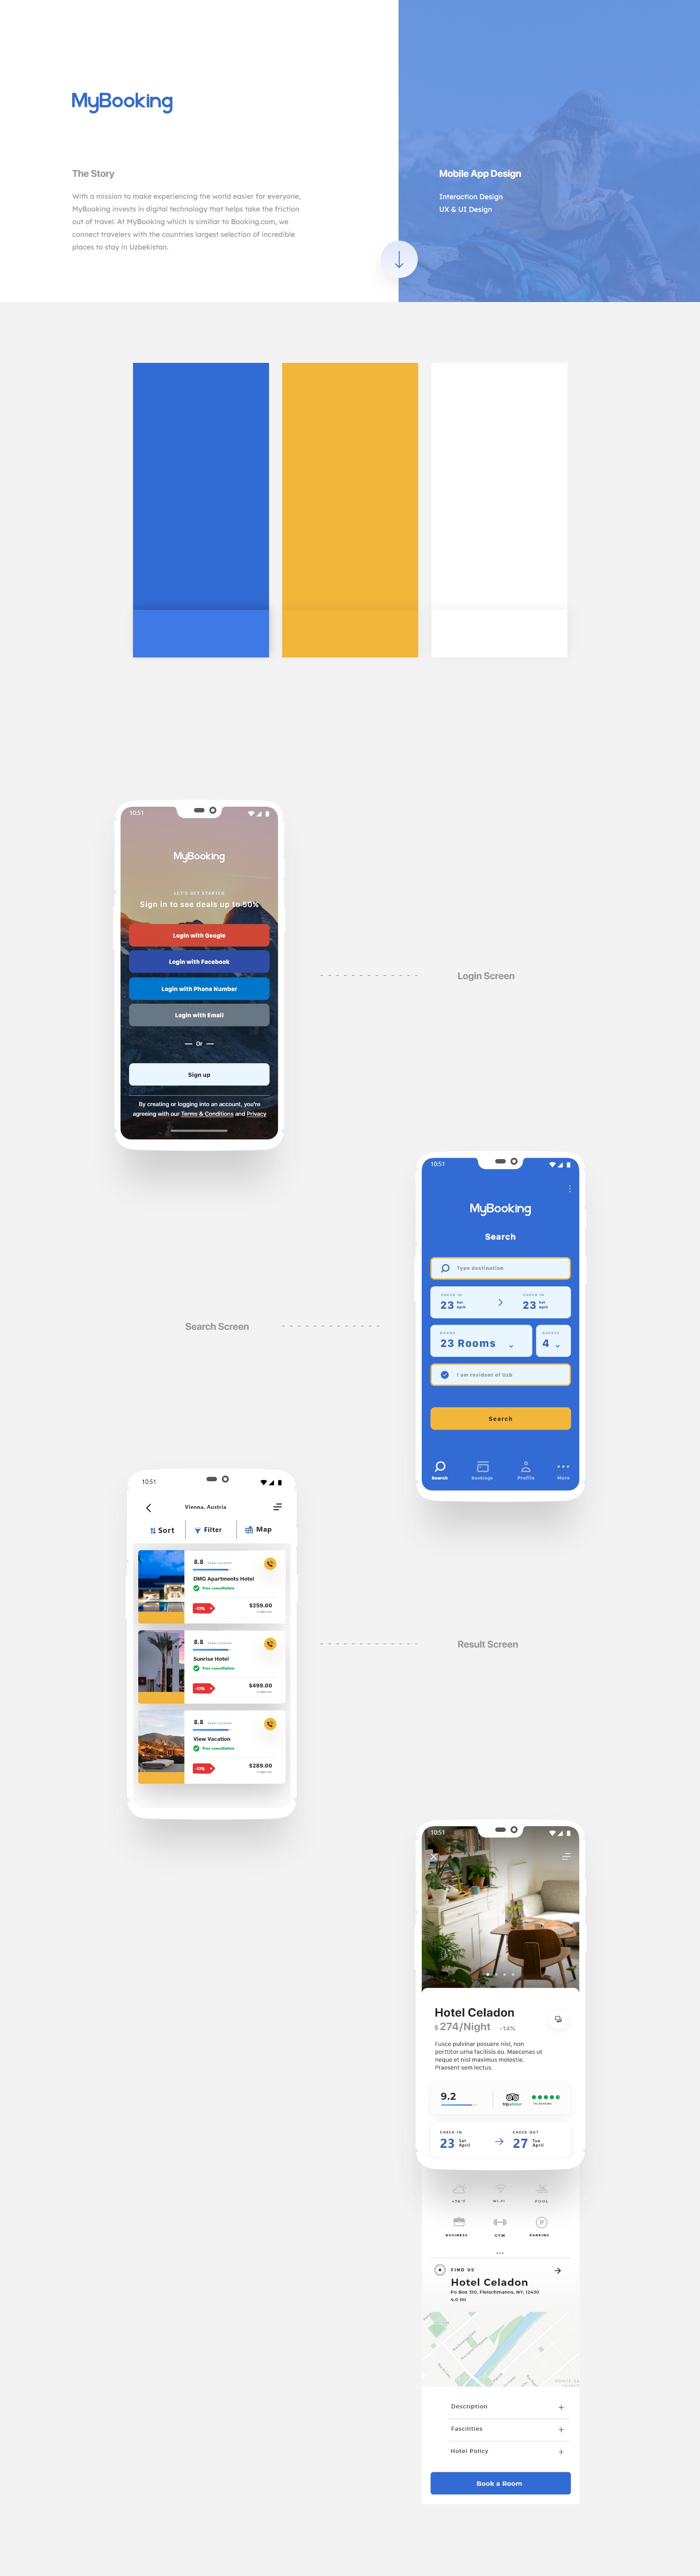 MyBooking
The Story
With a mission to make experiencing the world easier for everyone,
MyBooking invests in digital technology that helps take the friction
out of travel. At MyBooking which is simillar to Booking.com, we
connect travelers with the countries largest selection of incredible
places to stay in Uzbekistan.
Mobile App Design
Interaction Design
UX & UI Design
10:51
MyBooking
LET'S GET STARTED
Sign in to see deals up to 50%
Login with Google
Login with Facebook
Login with Phone Number
Login with Email
Or
Sign up
By creating or logging into an account, you're
agreeing with our Terms & Conditions and Privacy
Login Screen
10:51
MyBooking
Search
Type destination
CHECK IN
CHECK IN
23 Sat April
23 Sat April
ROOMS
GUESTS
23 Rooms
4
I am resident of Uzb
Search
Search
Bookings
Profile
More
Search Screen
10:51
Vienna, Austria
Sort
Filter
Map
8.8
DMG Apartments Hotel
Free cancellation
-12%
$259.00
8.8
Sunrise Hotel
Free cancellation
-12%
$499.00
8.8
View Vacation
Free cancellation
-12%
$289.00
Result Screen
10:51
Hotel Celadon
$ 274/Night -14%
Fusce pulvinar posuere nisl, non
porttitor urna facilisis eu. Maecenas ut
neque et nisl maximus molestie.
Praesent sem lectus.
9.2
tripadvisor
CHECK-IN
CHECK-OUT
23 Sat April
27 Tue April
WI-FI
POOL
BUSINESS
GYM
PARKING
FIND US
Hotel Celadon
Po Box 310, Fleischmanns, NY, 12430
4.0 mi
Description
Fascilities
Hotel Policy
Book a Room